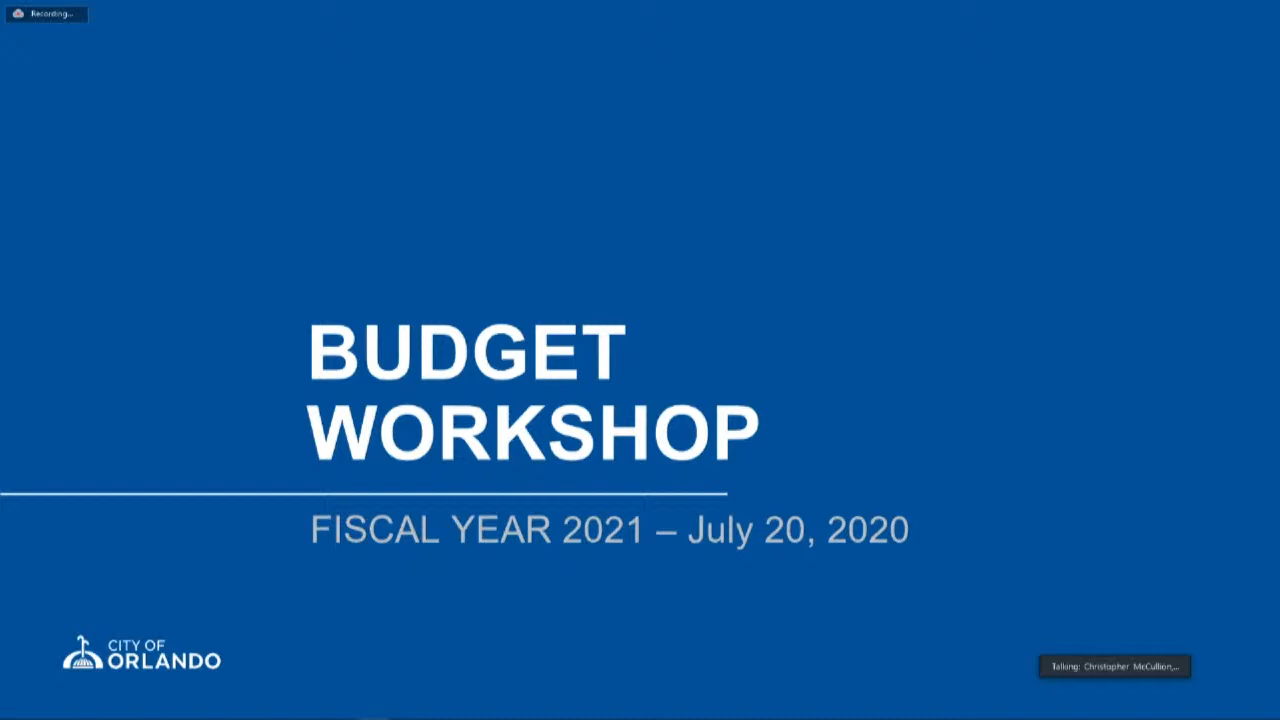 Recording...
BUDGET
WORKSHOP
FISCAL YEAR 2021 – July 20, 2020
CITY OF
ORLANDO
Talking: Christopher McCullion,...